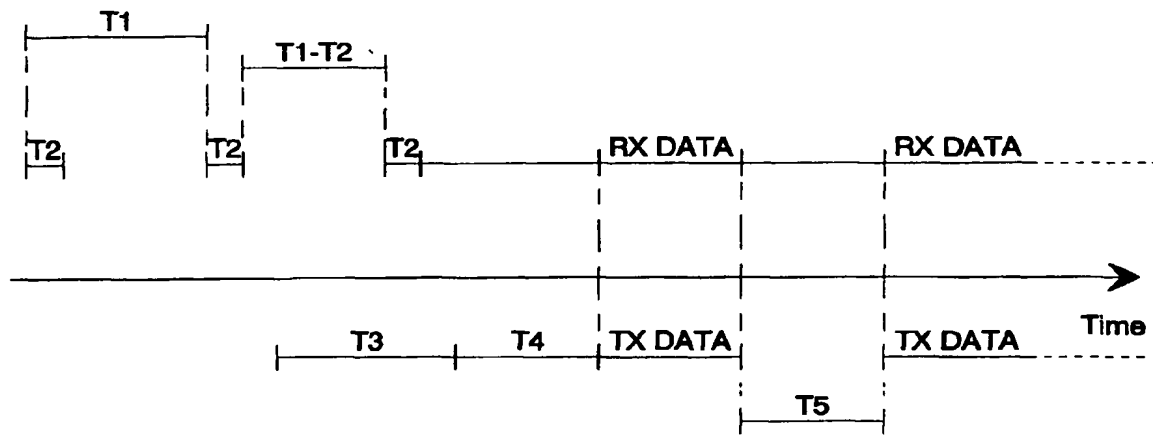 T1
T1-T2
T2 T2 T2 RX DATA RX DATA
Time
T3 T4 TX DATA TX DATA
T5